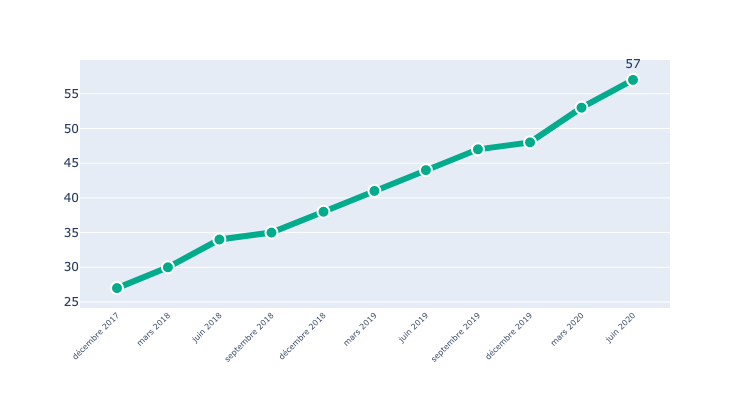 57
55
50
45
40
35
30
25
décembre 2017
mars 2018
juin 2018
septembre 2018
décembre 2018
mars 2019
juin 2019
septembre 2019
décembre 2019
mars 2020
juin 2020